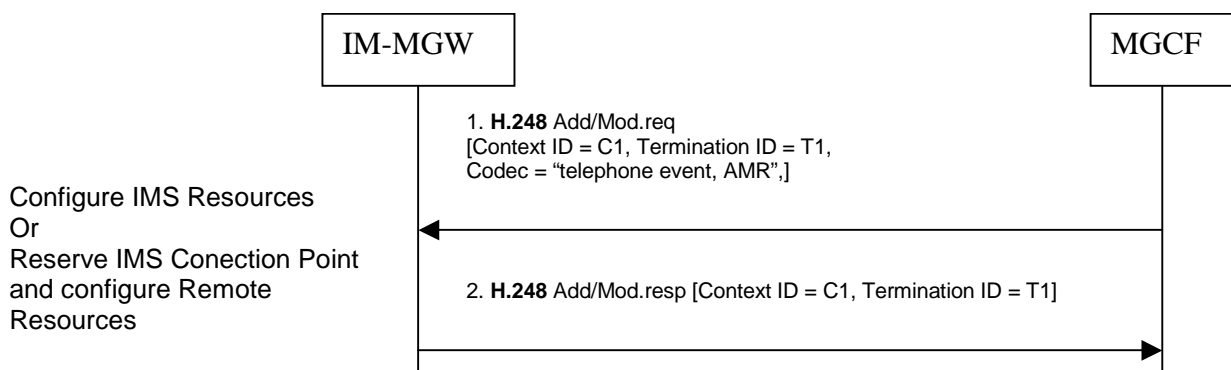 IM-MGW
MGCF
1. H.248 Add/Mod.req
[Context ID = C1, Termination ID = T1,
Codec = “telephone event, AMR”,]
Configure IMS Resources
Or
Reserve IMS Conection Point
and configure Remote
Resources
2. H.248 Add/Mod.resp [Context ID = C1, Termination ID = T1]